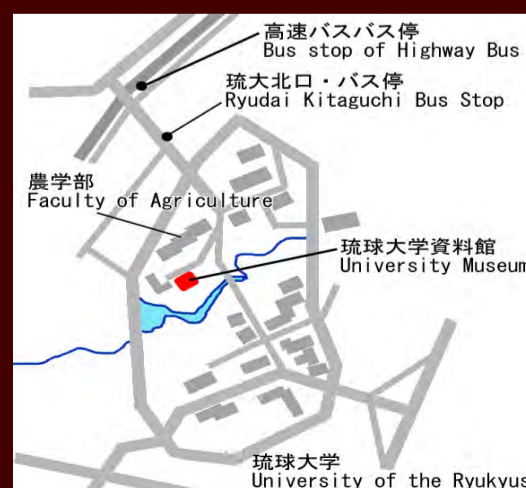 高速バスバス停
Bus stop of Highway Bus
琉大北口・バス停
Ryudai Kitaguchi Bus Stop
農学部
Faculty of Agriculture
琉球大学資料館
University Museum
琉球大学
University of the Ryukyus